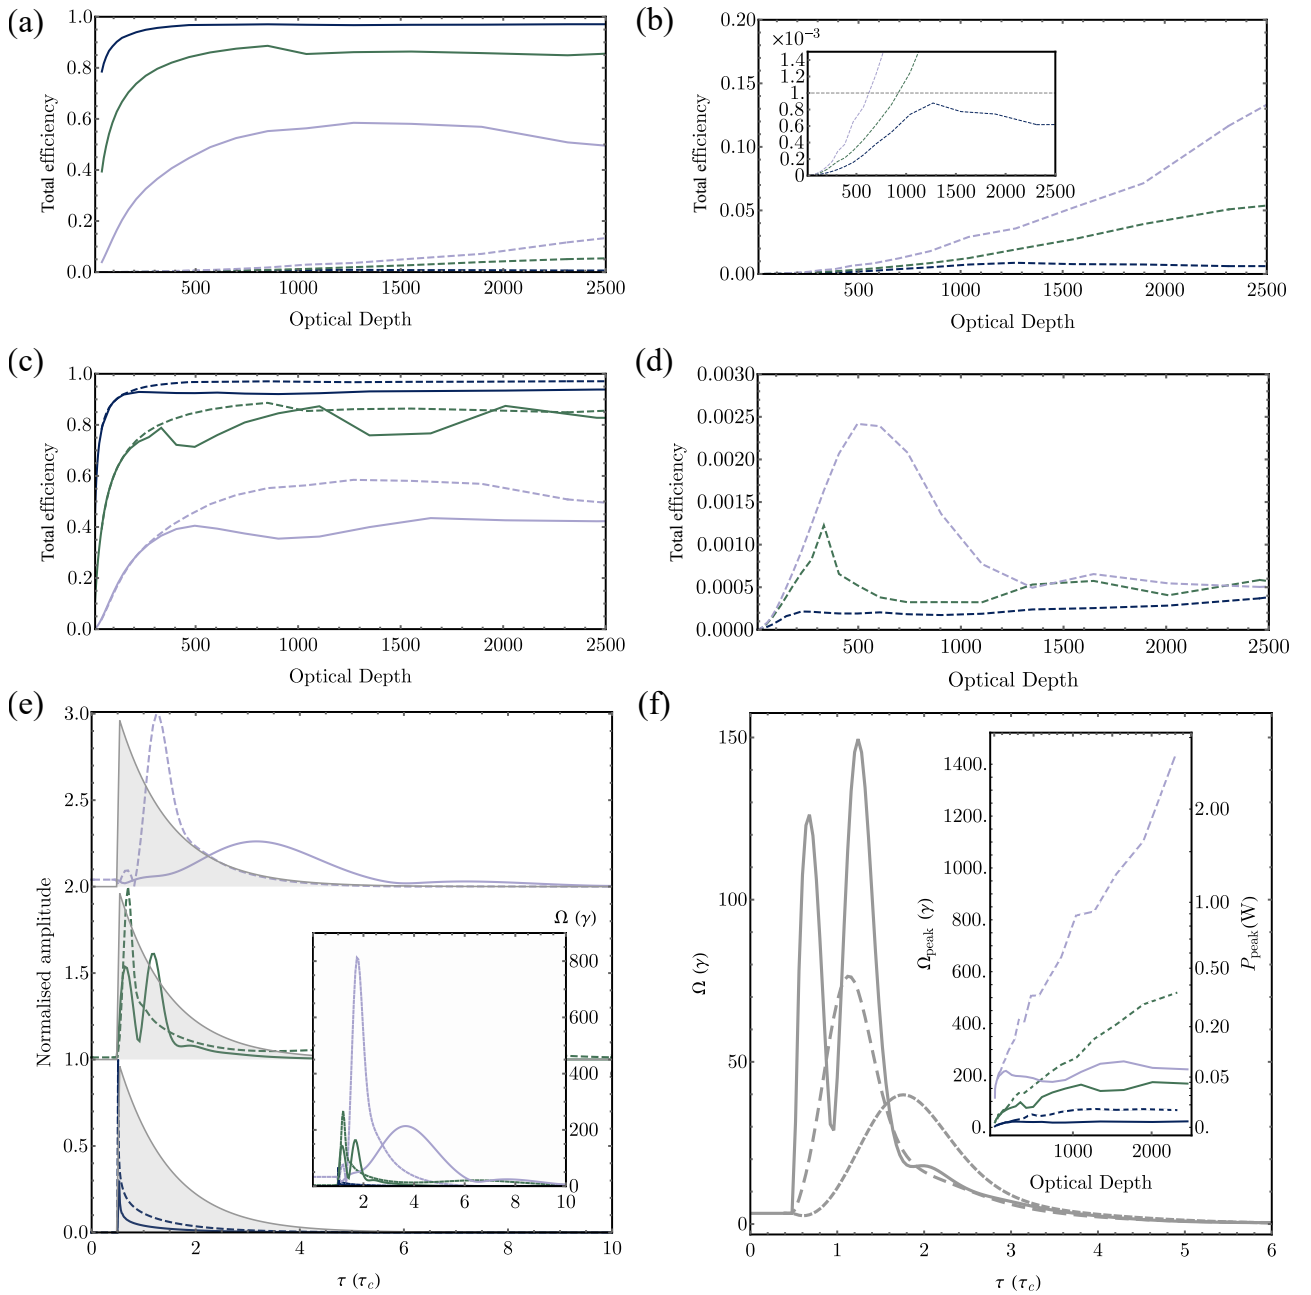 (a)
1.0
0.8
0.6
0.4
0.2
0.0
Total efficiency
500 1000 1500 2000 2500
Optical Depth
(b)
0.20
0.15
0.10
0.05
0.00
Total efficiency
×10⁻³
1.4
1.2
1.
0.8
0.6
0.4
0.2
0
500 1000 1500 2000 2500
500 1000 1500 2000 2500
Optical Depth
(c)
1.0
0.8
0.6
0.4
0.2
0.0
Total efficiency
500 1000 1500 2000 2500
Optical Depth
(d)
0.0030
0.0025
0.0020
0.0015
0.0010
0.0005
0.0000
Total efficiency
500 1000 1500 2000 2500
Optical Depth
(e)
3.0
2.5
2.0
1.5
1.0
0.5
0.0
Normalised amplitude
Ω (γ)
800
600
400
200
0
2 4 6 8 10
0 2 4 6 8 10
τ (τc)
(f)
150
100
50
0
Ω (γ)
1400.
1200.
1000.
800.
600.
400.
200.
0.
Ωpeak (γ)
2.00
1.00
0.50
0.20
0.05
0.
Ppeak(W)
1000 2000
Optical Depth
0 1 2 3 4 5 6
τ (τc)